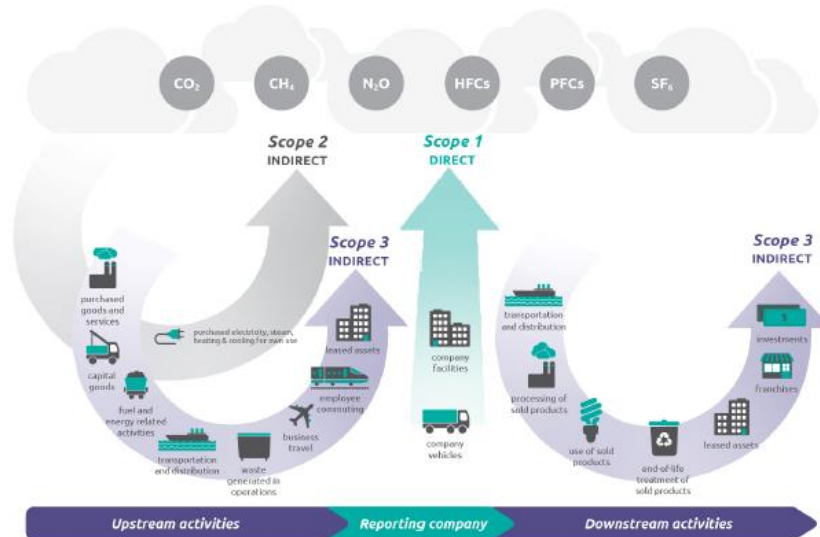 CO₂
CH₄
N₂O
HFCs
PFCs
SF₆
Scope 2
INDIRECT
Scope 1
DIRECT
Scope 3
INDIRECT
Scope 3
INDIRECT
purchased
goods and
services
capital
goods
fuel and
energy related
activities
transportation
and distribution
waste
generated in
operations
business
travel
employee
commuting
leased assets
purchased electricity, steam,
heating & cooling for own use
company
facilities
company
vehicles
transportation
and distribution
processing of
sold products
use of sold
products
end-of-life
treatment of
sold products
leased assets
franchises
investments
$
Upstream activities
Reporting company
Downstream activities